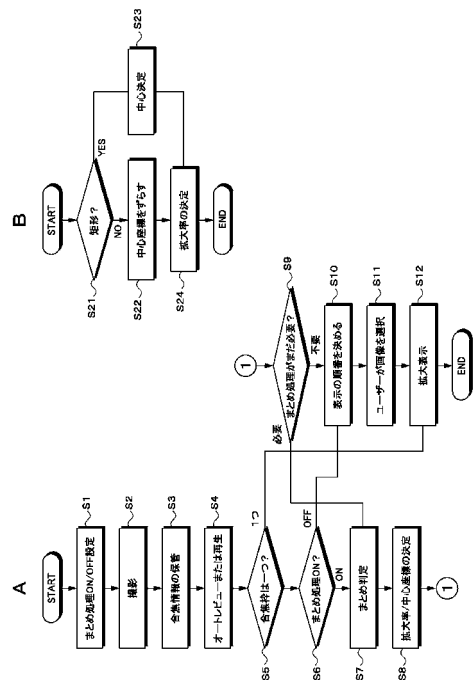 A
START
まとめ処理ON/OFF設定
S1
撮影
S2
合焦情報の保管
S3
オートレビューまたは再生
S4
合焦枠は一つ?
1つ
S5
まとめ処理ON?
OFF
S6
ON
まとめ判定
S7
拡大率/中心座標の決定
S8
1
1
まとめ処理がまだ必要?
S9
必要
不要
表示の順番を決める
S10
ユーザーが画像を選択
S11
拡大表示
S12
END
B
START
矩形?
S21
YES
NO
中心決定
S23
中心座標をずらす
S22
拡大率の決定
S24
END